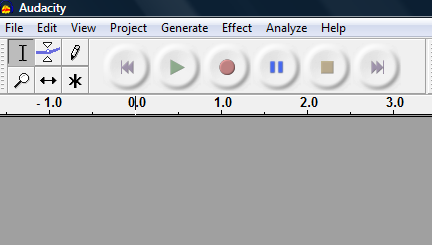 Audacity
File Edit View Project Generate Effect Analyze Help
- 1.0 0.0 1.0 2.0 3.0